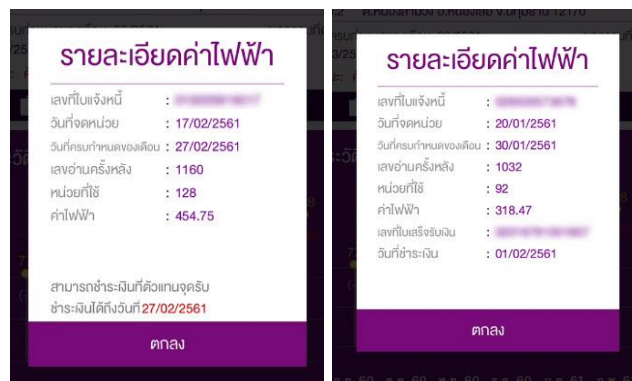 รายละเอียดค่าไฟฟ้า
เลขที่ใบแจ้งหนี้ :
วันที่จดหน่วย : 17/02/2561
วันที่ครบกำหนดของเดือน : 27/02/2561
เลขอ่านครั้งหลัง : 1160
หน่วยที่ใช้ : 128
ค่าไฟฟ้า : 454.75
สามารถชำระเงินที่ตัวแทนจุดรับ
ชำระเงินได้ถึงวันที่ 27/02/2561
ตกลง
รายละเอียดค่าไฟฟ้า
เลขที่ใบแจ้งหนี้ :
วันที่จดหน่วย : 20/01/2561
วันที่ครบกำหนดของเดือน : 30/01/2561
เลขอ่านครั้งหลัง : 1032
หน่วยที่ใช้ : 92
ค่าไฟฟ้า : 318.47
เลขที่ใบเสร็จรับเงิน :
วันที่ชำระเงิน : 01/02/2561
ตกลง